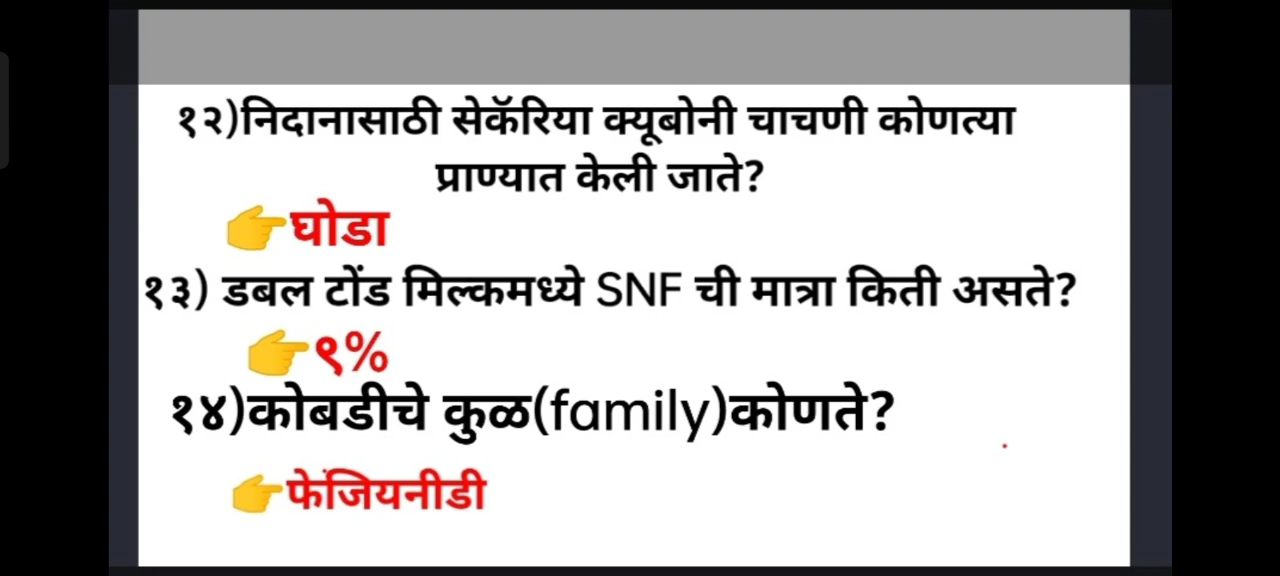 १२)निदानासाठी सेकॅरिया क्यूबोनी चाचणी कोणत्या
प्राण्यात केली जाते?
👉घोडा
१३) डबल टोंड मिल्कमध्ये SNF ची मात्रा किती असते?
👉९%
१४)कोबडीचे कुळ(family)कोणते?
👉फेंजियनीडी